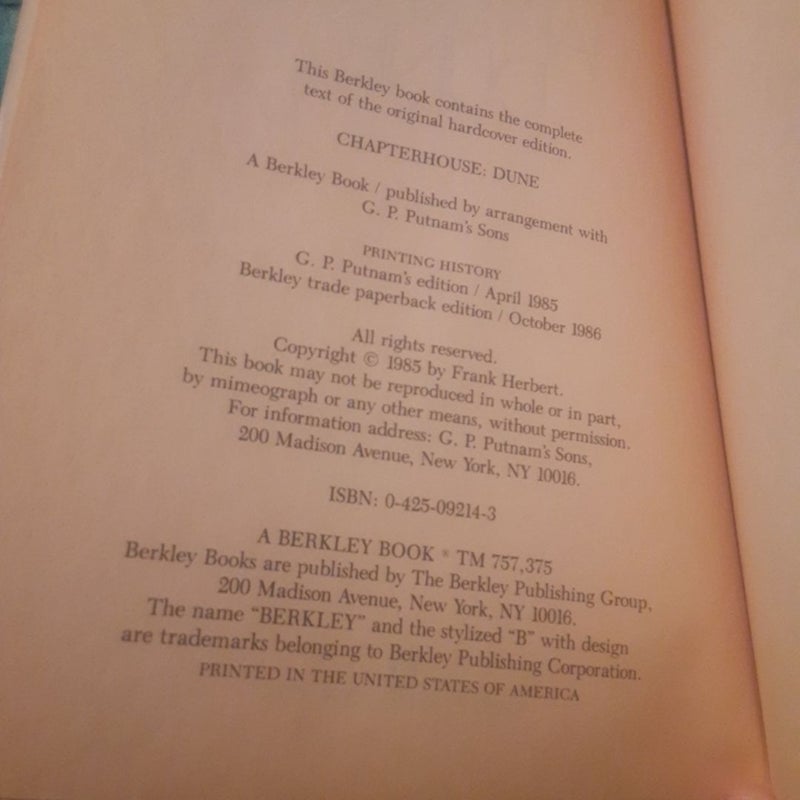 This Berkley book contains the complete
text of the original hardcover edition.
CHAPTERHOUSE: DUNE
A Berkley Book / published by arrangement with
G. P. Putnam's Sons
PRINTING HISTORY
G. P. Putnam's edition / April 1985
Berkley trade paperback edition / October 1986
All rights reserved.
Copyright © 1985 by Frank Herbert.
This book may not be reproduced in whole or in part,
by mimeograph or any other means, without permission.
For information address: G. P. Putnam's Sons,
200 Madison Avenue, New York, NY 10016.
ISBN: 0-425-09214-3
A BERKLEY BOOK ® TM 757,375
Berkley Books are published by The Berkley Publishing Group,
200 Madison Avenue, New York, NY 10016.
The name "BERKLEY" and the stylized "B" with design
are trademarks belonging to Berkley Publishing Corporation.
PRINTED IN THE UNITED STATES OF AMERICA